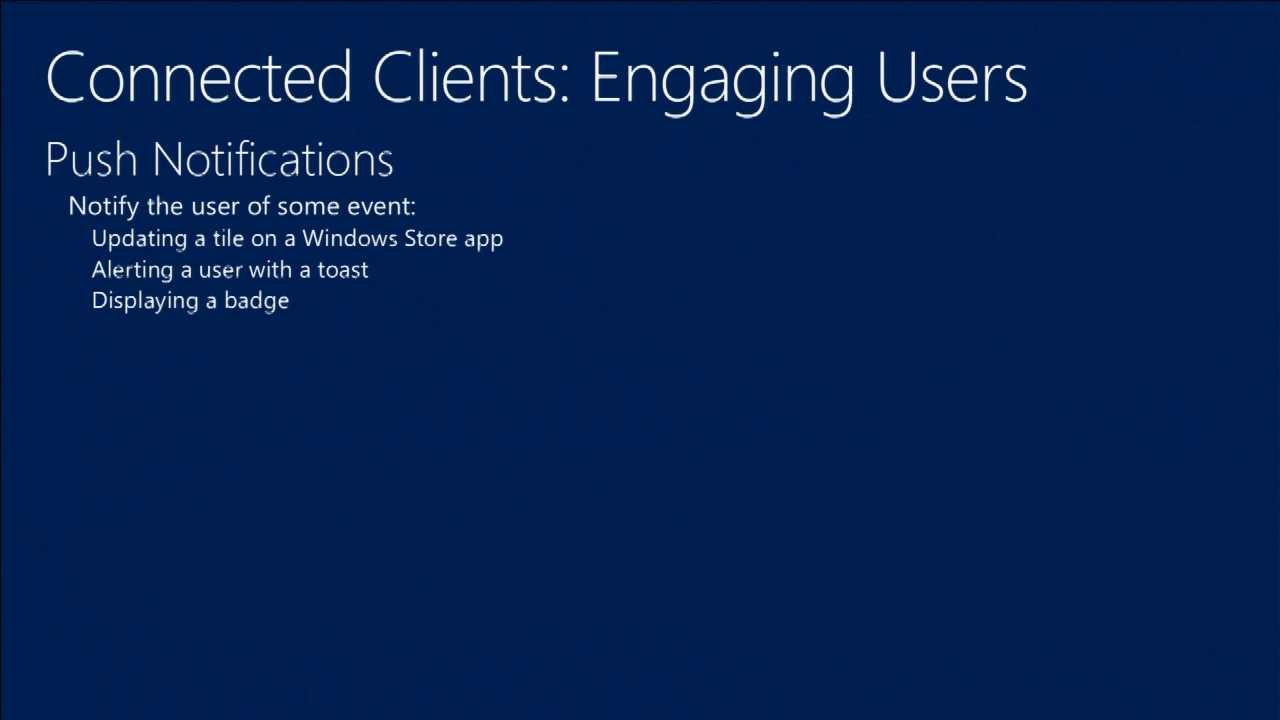 Connected Clients: Engaging Users
Push Notifications
Notify the user of some event:
Updating a tile on a Windows Store app
Alerting a user with a toast
Displaying a badge